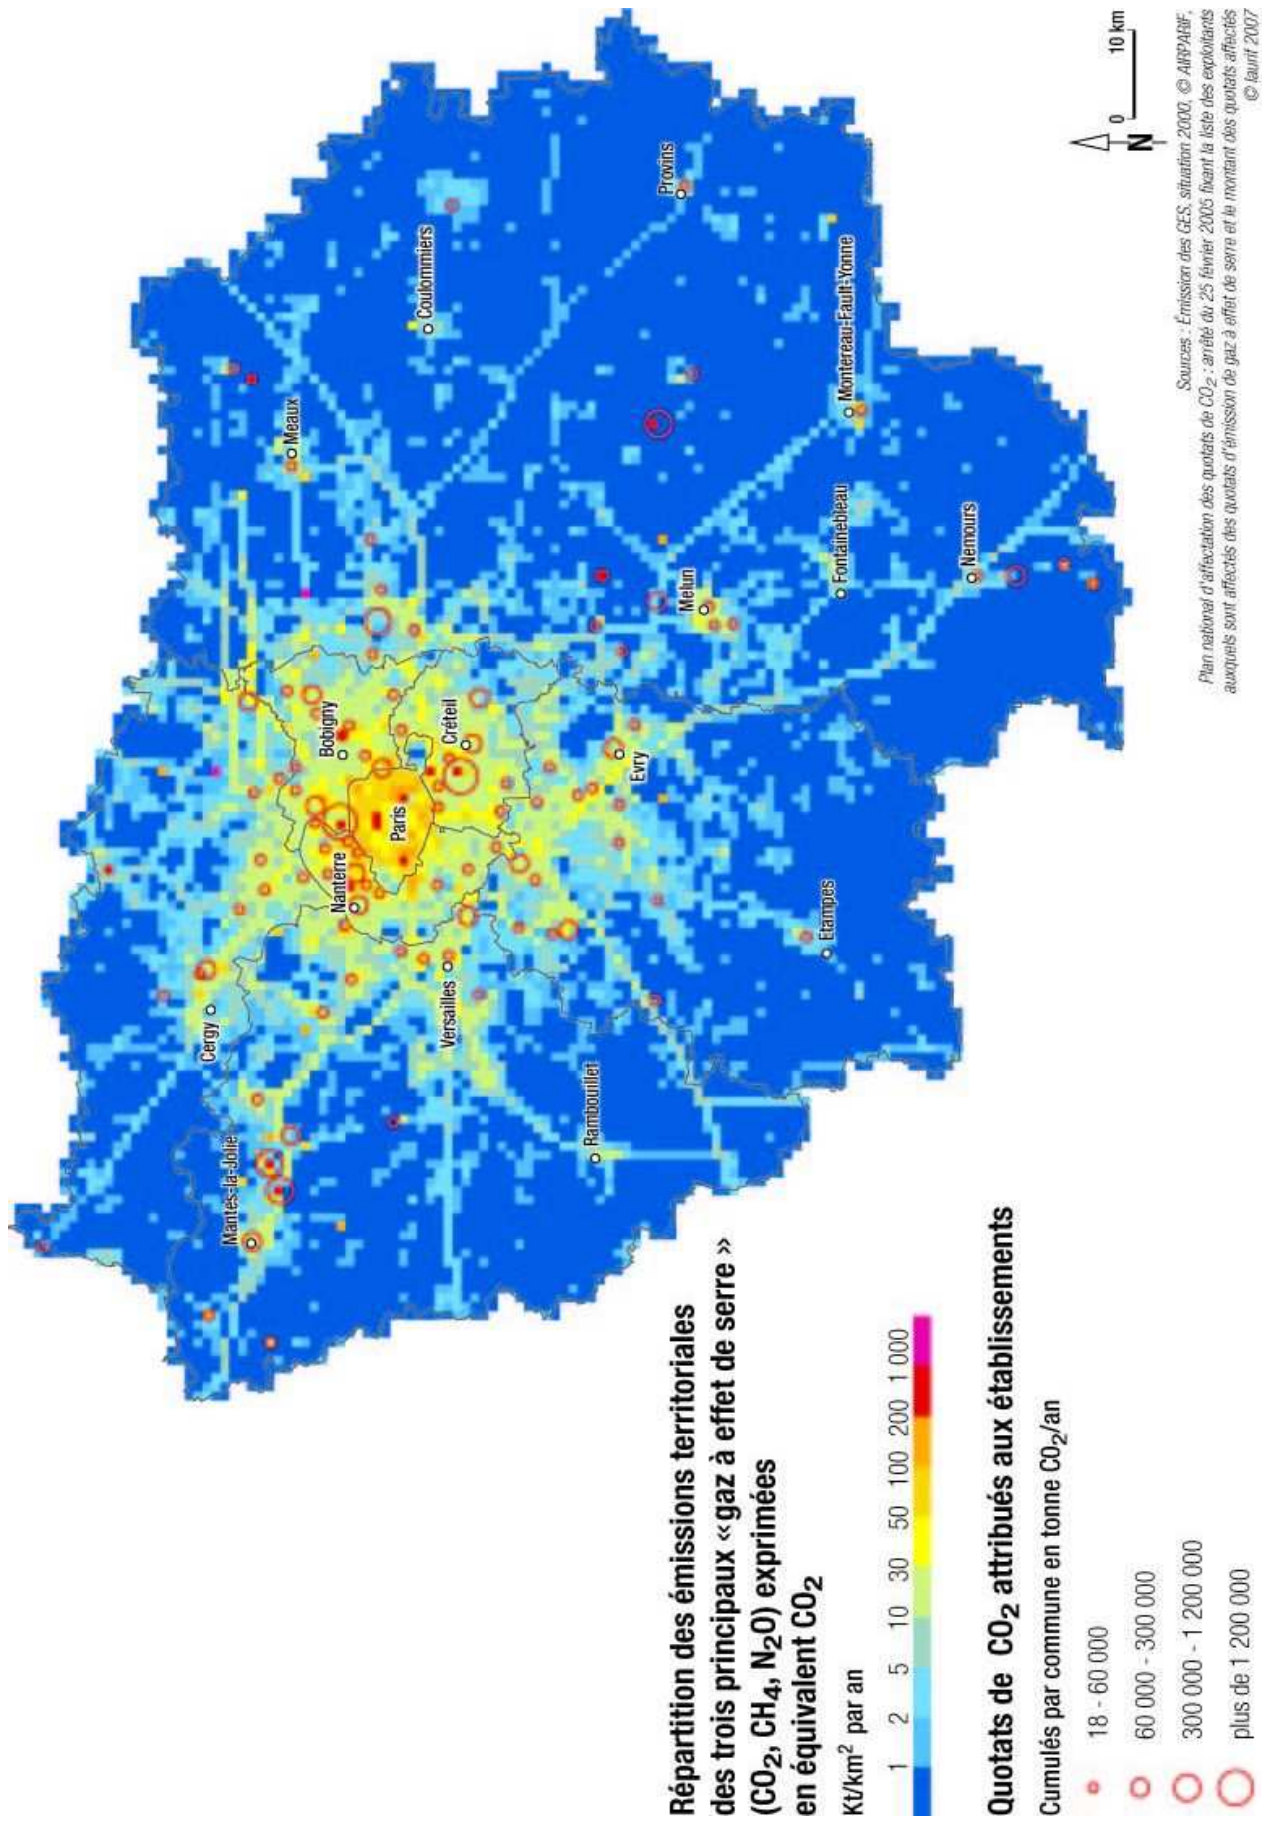 Mantes-la-Jolie
Cergy
Meaux
Bobigny
Nanterre
Paris
Coulommiers
Créteil
Versailles
Rambouillet
Evry
Melun
Provins
Etampes
Fontainebleau
Montereau-Fault-Yonne
Nemours
Répartition des émissions territoriales
des trois principaux «gaz à effet de serre »
(CO2, CH4, N2O) exprimées
en équivalent CO2
Kt/km² par an
1 2 5 10 30 50 100 200 1 000
Quotats de CO2 attribués aux établissements
Cumulés par commune en tonne CO2/an
18 - 60 000
60 000 - 300 000
300 000 - 1 200 000
plus de 1 200 000
N
0 10 km
Sources : Émission des GES, situation 2000, © AIRPARIF,
Plan national d'affectation des quotats de CO2 : arrêté du 25 février 2005 fixant la liste des exploitants
auxquels sont affectés des quotats d'émission de gaz à effet de serre et le montant des quotats affectés
© Iaurif 2007